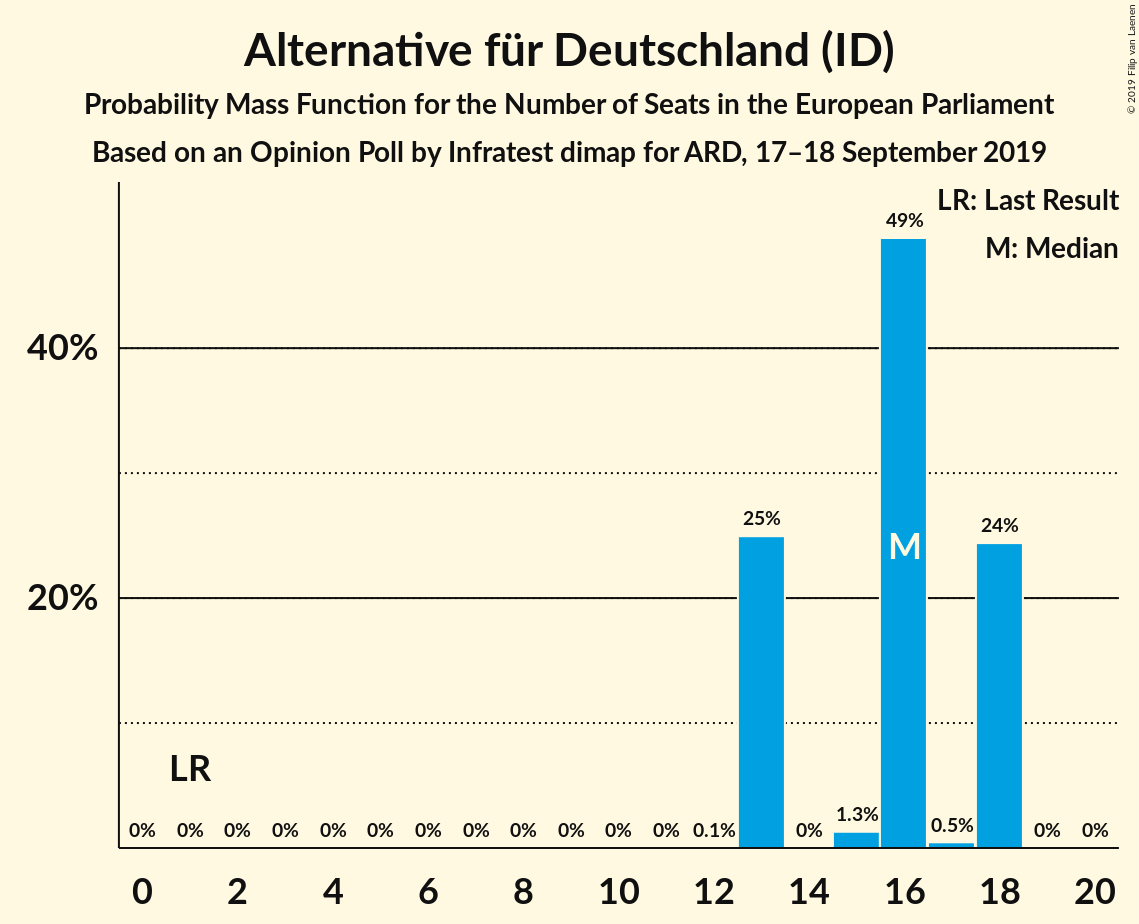 Alternative für Deutschland (ID)
Probability Mass Function for the Number of Seats in the European Parliament
Based on an Opinion Poll by Infratest dimap for ARD, 17–18 September 2019
© 2019 Filip van Laenen
LR: Last Result
M: Median
49%
40%
25%
24%
M
20%
LR
0% 0% 0% 0% 0% 0% 0% 0% 0% 0% 0% 0% 0.1% 0% 1.3% 0.5% 0% 0%
0 2 4 6 8 10 12 14 16 18 20